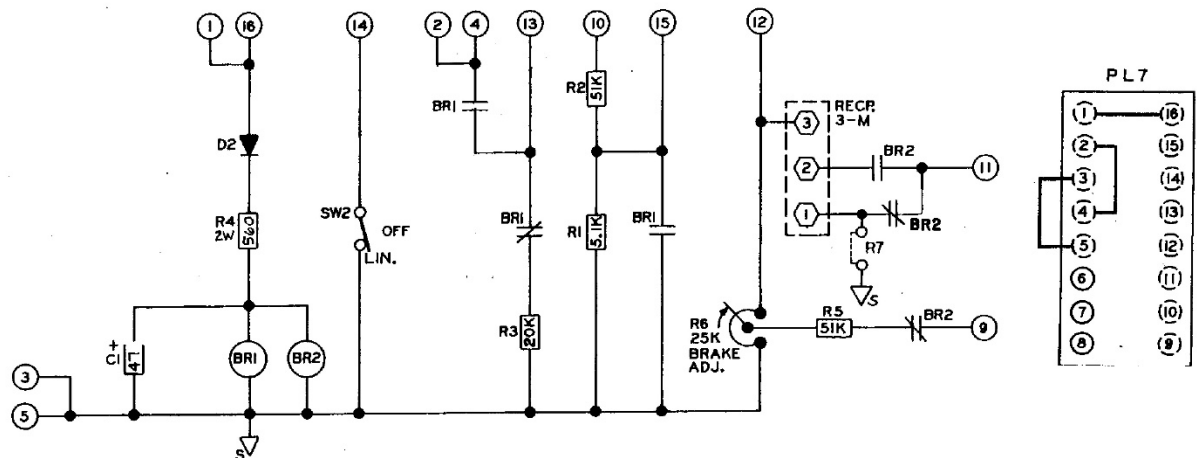 1 16 14 2 4 13 10 15 12
PL7
D2
R4
2W
560
SW2
OFF
LIN.
BR1
BR1
R3
20K
R2
51K
R1
5.1K
BR1
RECP.
3-M
3
2
1
BR2
11
BR2
R7
S
R6
25K
BRAKE
ADJ.
R5
51K
BR2
9
+
C1
47
BR1
BR2
3
5
S
1 16
2 15
3 14
4 13
5 12
6 11
7 10
8 9